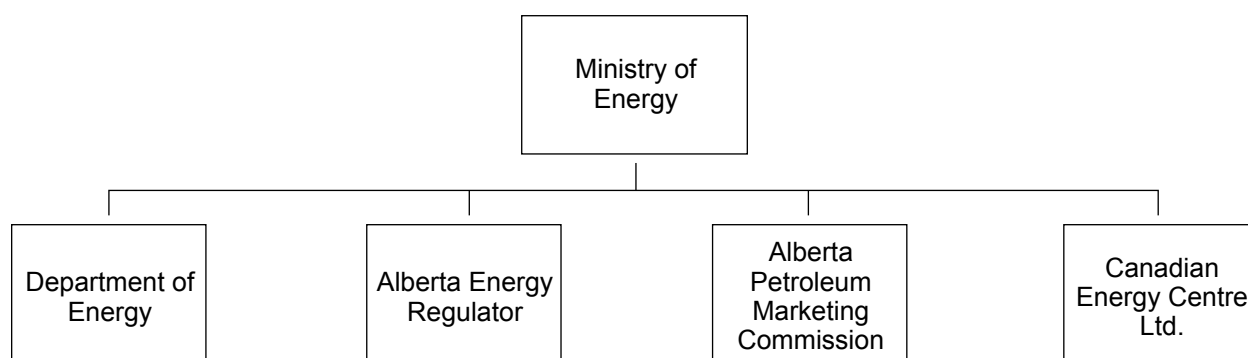 Ministry of
Energy
Department of
Energy
Alberta Energy
Regulator
Alberta
Petroleum
Marketing
Commission
Canadian
Energy Centre
Ltd.